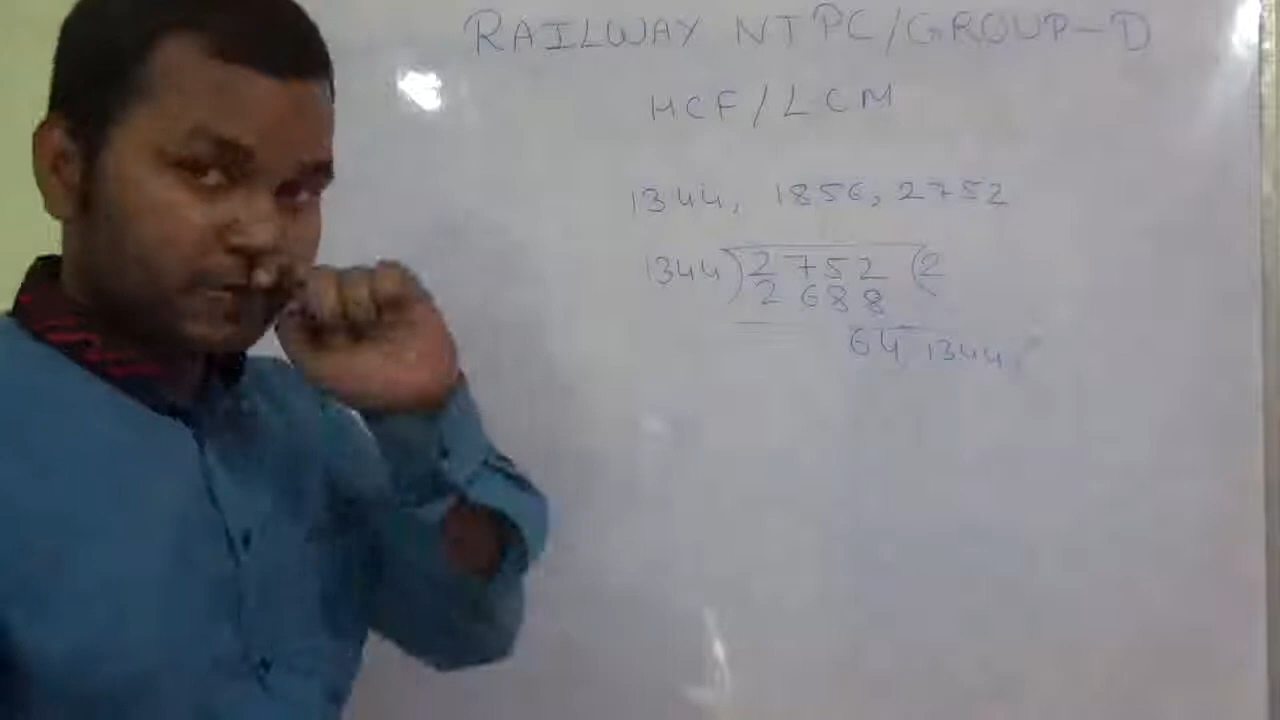 RAILWAY NTPC/GROUP-D
HCF/LCM
1344, 1856, 2752
1344)2752(2
2688
64 1344